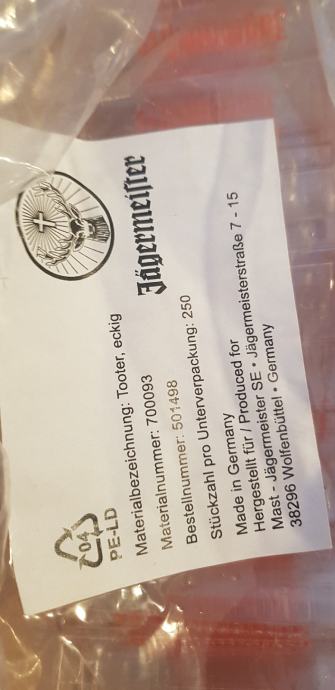 Jägermeister
04
PE-LD
Materialbezeichnung: Tooter, eckig
Materialnummer: 700093
Bestellnummer: 501498
Stückzahl pro Unterverpackung: 250
Made in Germany
Hergestellt für / Produced for
Mast - Jägermeister SE • Jägermeisterstraße 7 - 15
38296 Wolfenbüttel • Germany